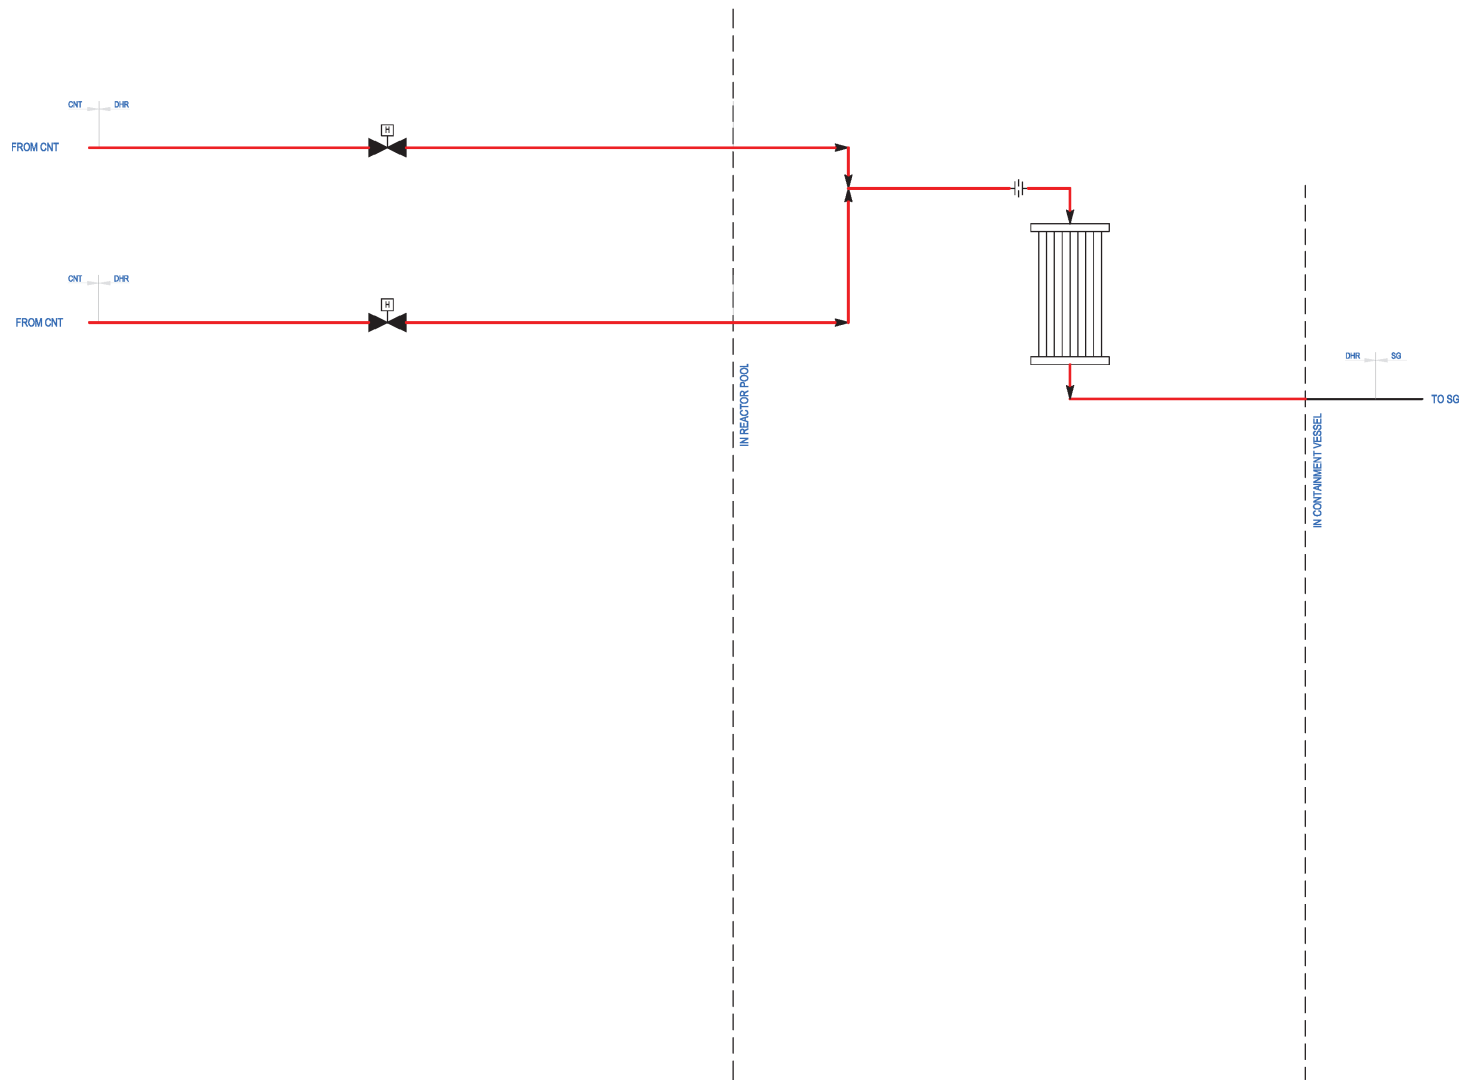 CNT DHR
H
FROM CNT
CNT DHR
H
FROM CNT
IN REACTOR POOL
DHR SG
TO SG
IN CONTAINMENT VESSEL